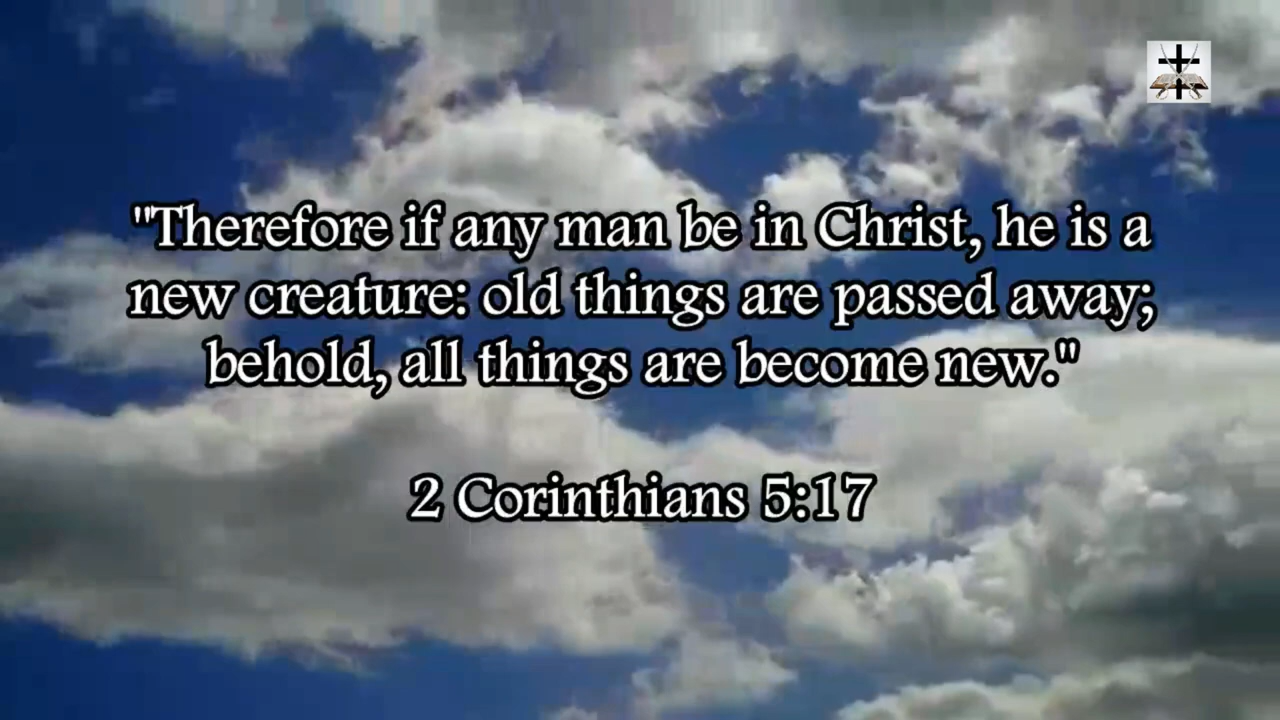 "Therefore if any man be in Christ, he is a
new creature: old things are passed away;
behold, all things are become new."
2 Corinthians 5:17